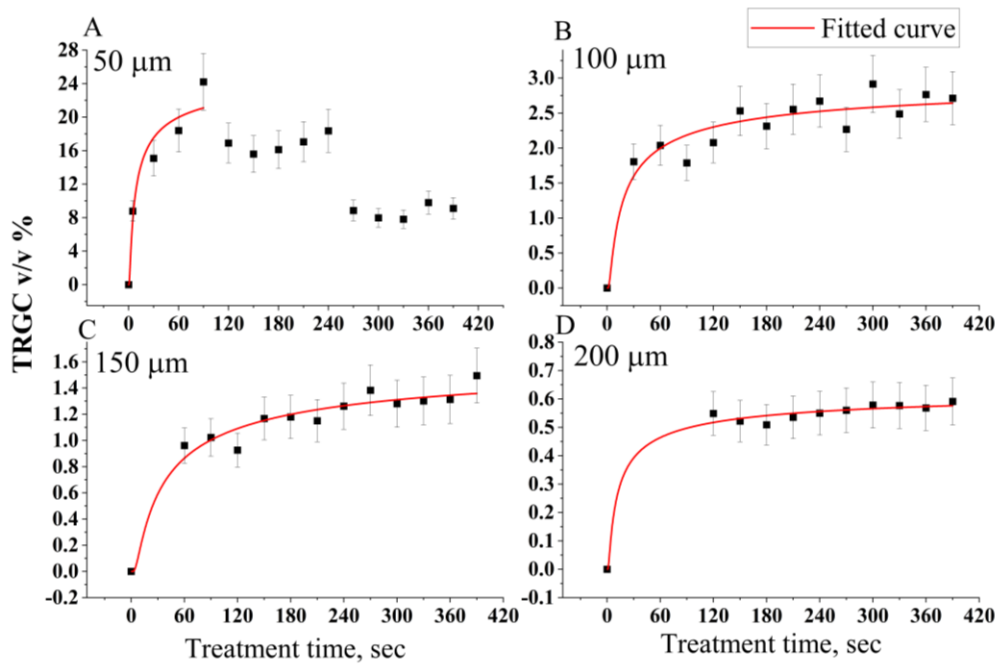 A
50 μm
B
100 μm
Fitted curve
28
24
20
16
12
8
4
0
3.0
2.5
2.0
1.5
1.0
0.5
0.0
0 60 120 180 240 300 360 420
0 60 120 180 240 300 360 420
TRGC v/v %
C
150 μm
D
200 μm
1.6
1.4
1.2
1.0
0.8
0.6
0.4
0.2
0.0
-0.2
0.8
0.7
0.6
0.5
0.4
0.3
0.2
0.1
0.0
-0.1
0 60 120 180 240 300 360 420
0 60 120 180 240 300 360 420
Treatment time, sec
Treatment time, sec